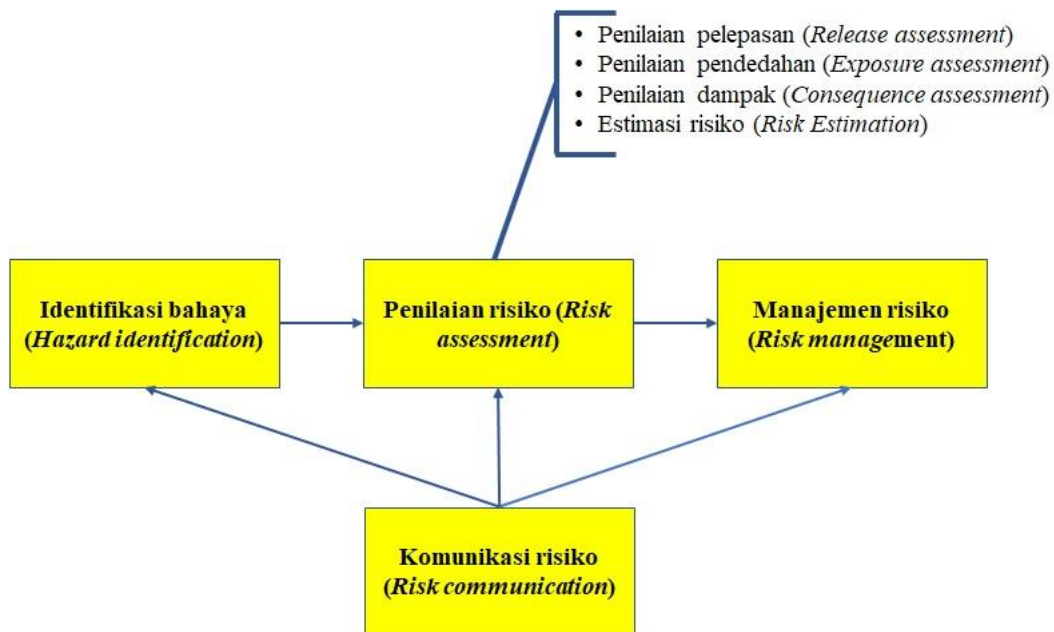 • Penilaian pelepasan (Release assessment)
• Penilaian pendedahan (Exposure assessment)
• Penilaian dampak (Consequence assessment)
• Estimasi risiko (Risk Estimation)
Identifikasi bahaya
(Hazard identification)
Penilaian risiko (Risk
assessment)
Manajemen risiko
(Risk management)
Komunikasi risiko
(Risk communication)